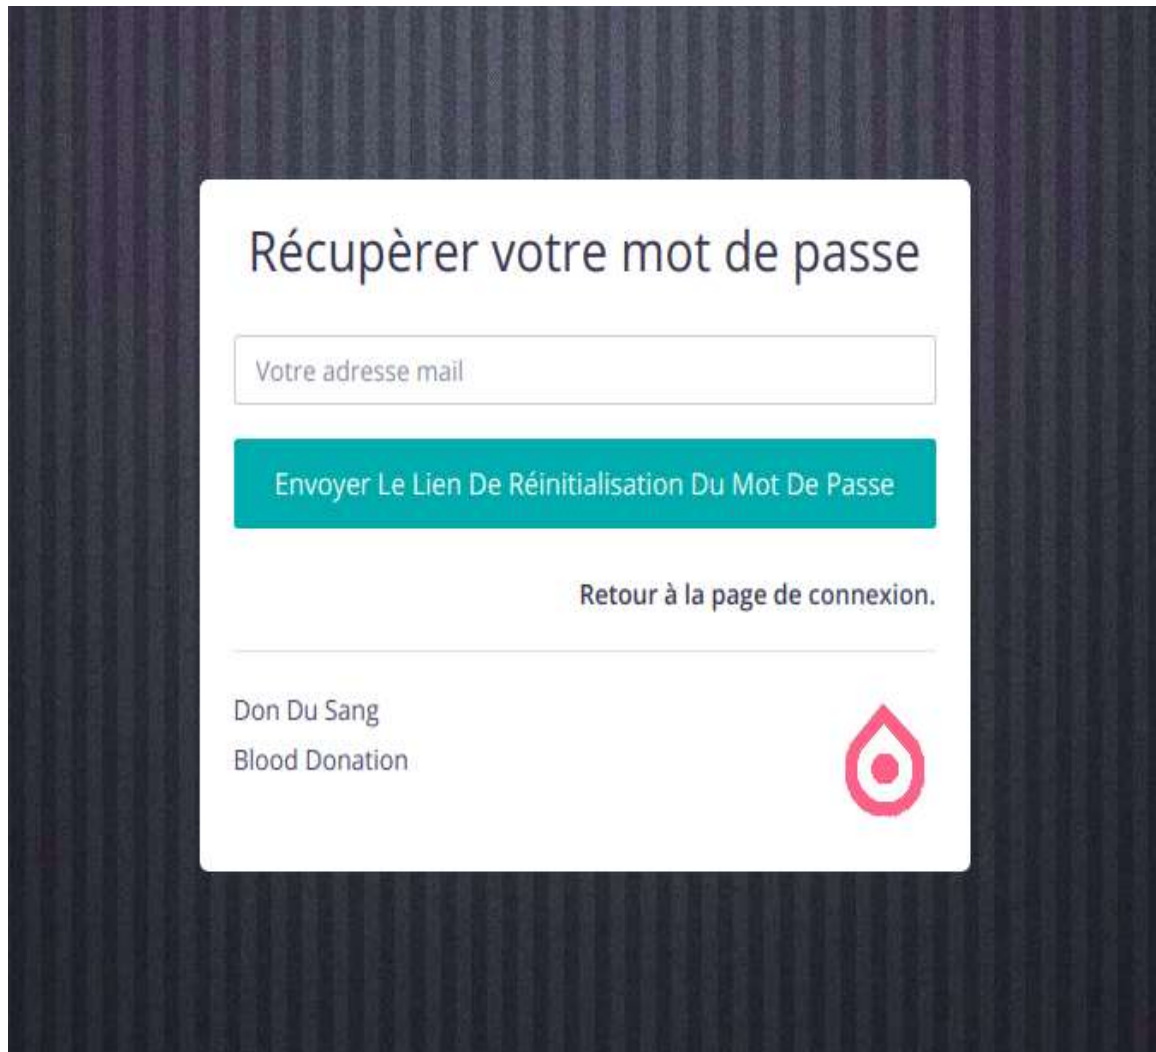 Récupèrer votre mot de passe
Votre adresse mail
Envoyer Le Lien De Réinitialisation Du Mot De Passe
Retour à la page de connexion.
Don Du Sang
Blood Donation